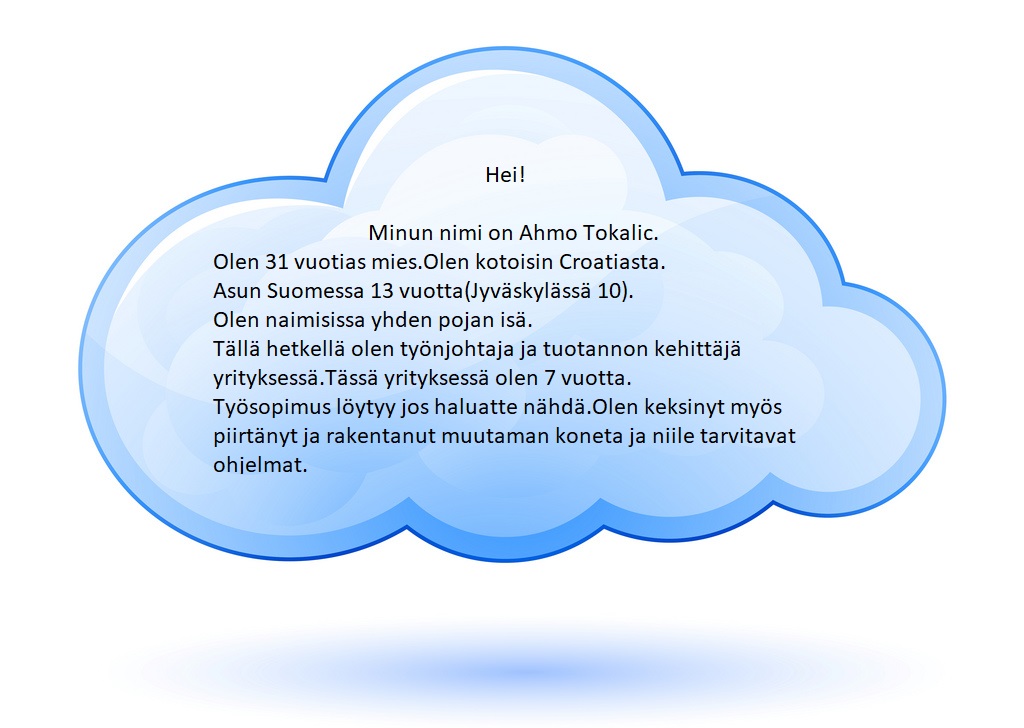 Hei!
Minun nimi on Ahmo Tokalic.
Olen 31 vuotias mies.Olen kotoisin Croatiasta.
Asun Suomessa 13 vuotta(Jyväskylässä 10).
Olen naimisissa yhden pojan isä.
Tällä hetkellä olen työnjohtaja ja tuotannon kehittäjä
yrityksessä.Tässä yrityksessä olen 7 vuotta.
Työsopimus löytyy jos haluatte nähdä.Olen keksinyt myös
piirtänyt ja rakentanut muutaman koneta ja niile tarvitavat
ohjelmat.